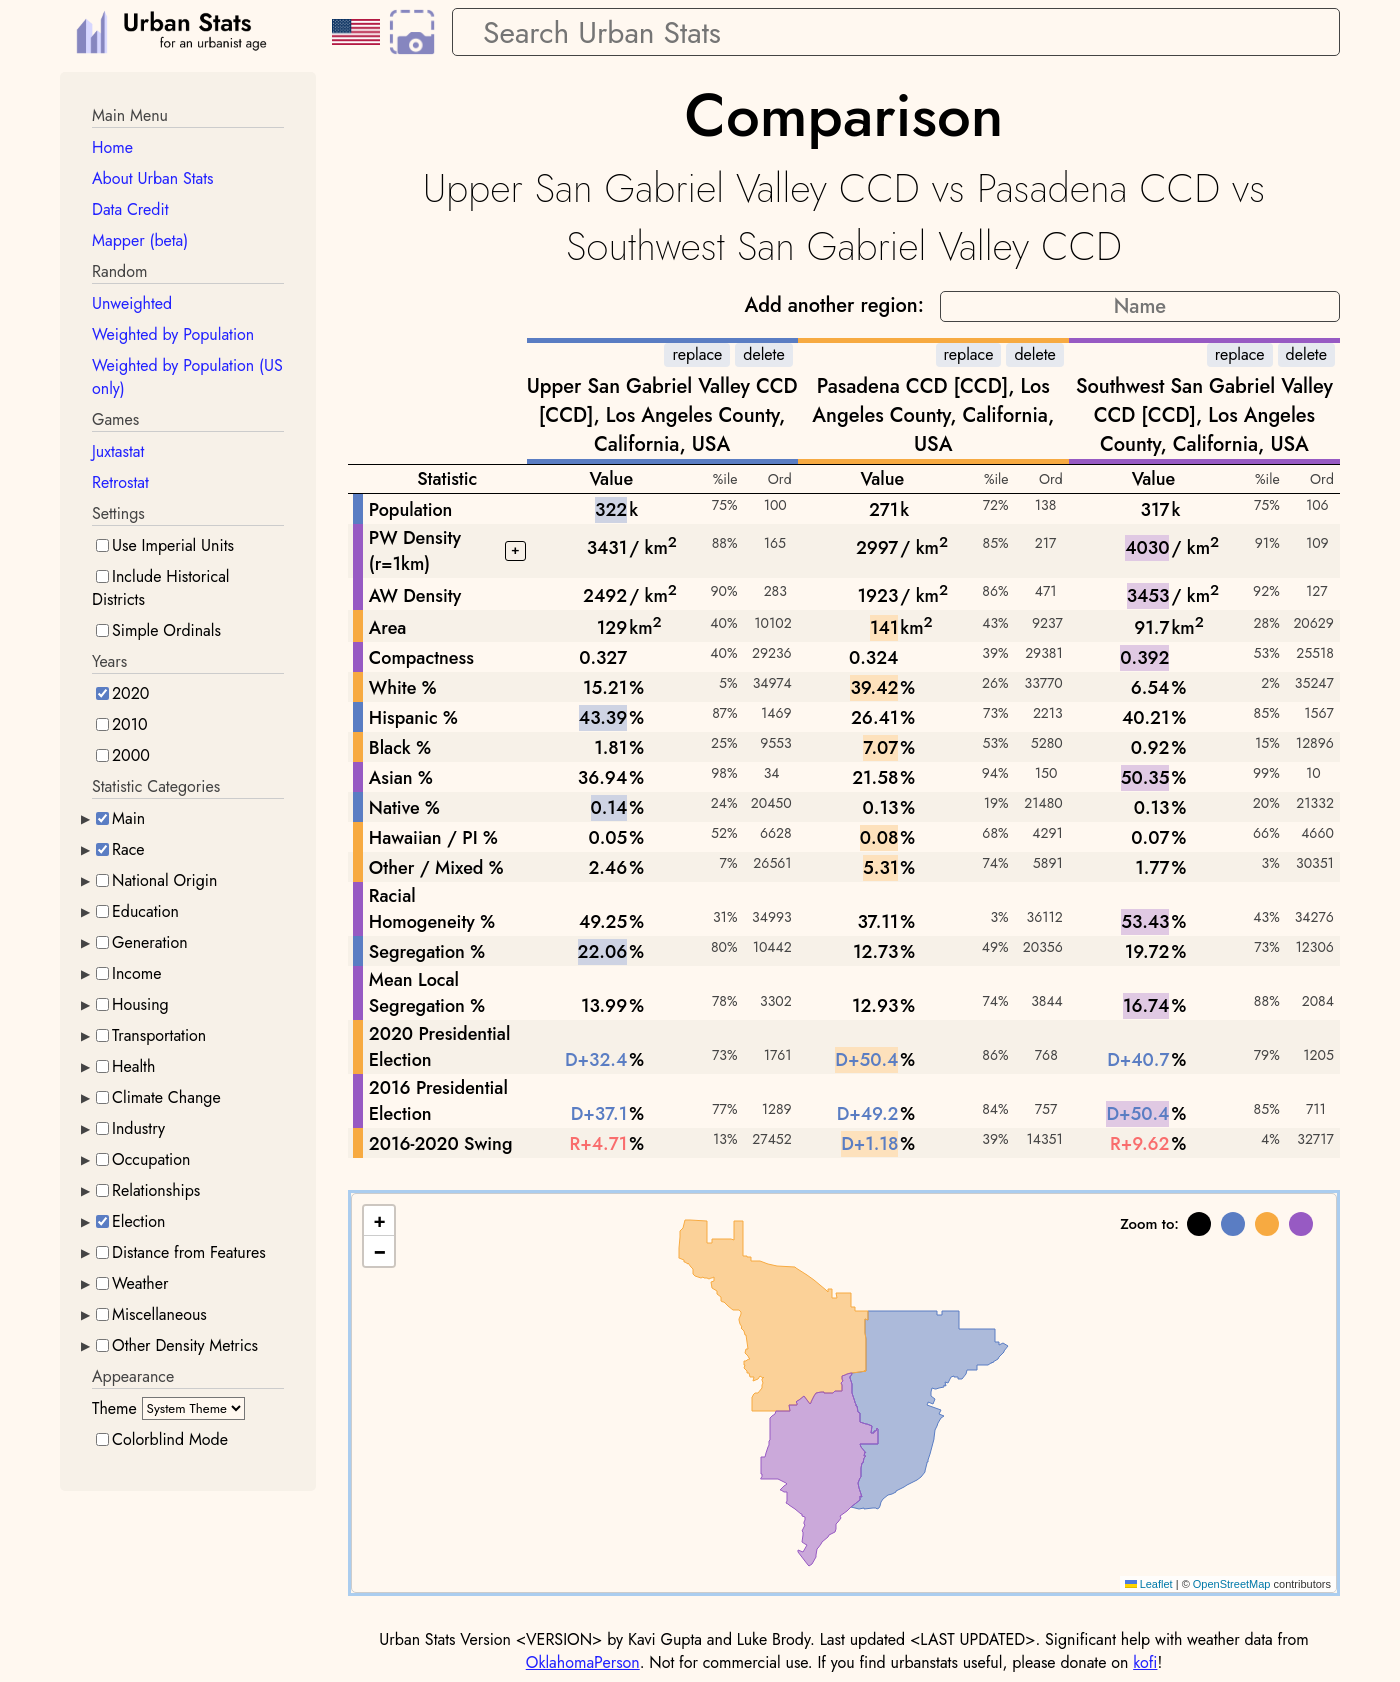 Urban Stats
for an urbanist age
Search Urban Stats
Main Menu
Home
About Urban Stats
Data Credit
Mapper (beta)
Random
Unweighted
Weighted by Population
Weighted by Population (US
only)
Games
Juxtastat
Retrostat
Settings
Use Imperial Units
Include Historical
Districts
Simple Ordinals
Years
2020
2010
2000
Statistic Categories
Main
Race
National Origin
Education
Generation
Income
Housing
Transportation
Health
Climate Change
Industry
Occupation
Relationships
Election
Distance from Features
Weather
Miscellaneous
Other Density Metrics
Appearance
Theme System Theme
Colorblind Mode
Comparison
Upper San Gabriel Valley CCD vs Pasadena CCD vs
Southwest San Gabriel Valley CCD
Add another region: Name
replace delete replace delete replace delete
Upper San Gabriel Valley CCD
[CCD], Los Angeles County,
California, USA
Pasadena CCD [CCD], Los
Angeles County, California,
USA
Southwest San Gabriel Valley
CCD [CCD], Los Angeles
County, California, USA
Statistic Value %ile Ord Value %ile Ord Value %ile Ord
Population 322k 75% 100 271k 72% 138 317k 75% 106
PW Density
(r=1km) + 3431/ km2 88% 165 2997/ km2 85% 217 4030/ km2 91% 109
AW Density 2492/ km2 90% 283 1923/ km2 86% 471 3453/ km2 92% 127
Area 129km2 40% 10102 141km2 43% 9237 91.7km2 28% 20629
Compactness 0.327 40% 29236 0.324 39% 29381 0.392 53% 25518
White % 15.21% 5% 34974 39.42% 26% 33770 6.54% 2% 35247
Hispanic % 43.39% 87% 1469 26.41% 73% 2213 40.21% 85% 1567
Black % 1.81% 25% 9553 7.07% 53% 5280 0.92% 15% 12896
Asian % 36.94% 98% 34 21.58% 94% 150 50.35% 99% 10
Native % 0.14% 24% 20450 0.13% 19% 21480 0.13% 20% 21332
Hawaiian / PI % 0.05% 52% 6628 0.08% 68% 4291 0.07% 66% 4660
Other / Mixed % 2.46% 7% 26561 5.31% 74% 5891 1.77% 3% 30351
Racial
Homogeneity % 49.25% 31% 34993 37.11% 3% 36112 53.43% 43% 34276
Segregation % 22.06% 80% 10442 12.73% 49% 20356 19.72% 73% 12306
Mean Local
Segregation % 13.99% 78% 3302 12.93% 74% 3844 16.74% 88% 2084
2020 Presidential
Election D+32.4% 73% 1761 D+50.4% 86% 768 D+40.7% 79% 1205
2016 Presidential
Election D+37.1% 77% 1289 D+49.2% 84% 757 D+50.4% 85% 711
2016-2020 Swing R+4.71% 13% 27452 D+1.18% 39% 14351 R+9.62% 4% 32717
+
−
Zoom to:
Leaflet | © OpenStreetMap contributors
Urban Stats Version <VERSION> by Kavi Gupta and Luke Brody. Last updated <LAST UPDATED>. Significant help with weather data from
OklahomaPerson. Not for commercial use. If you find urbanstats useful, please donate on kofi!